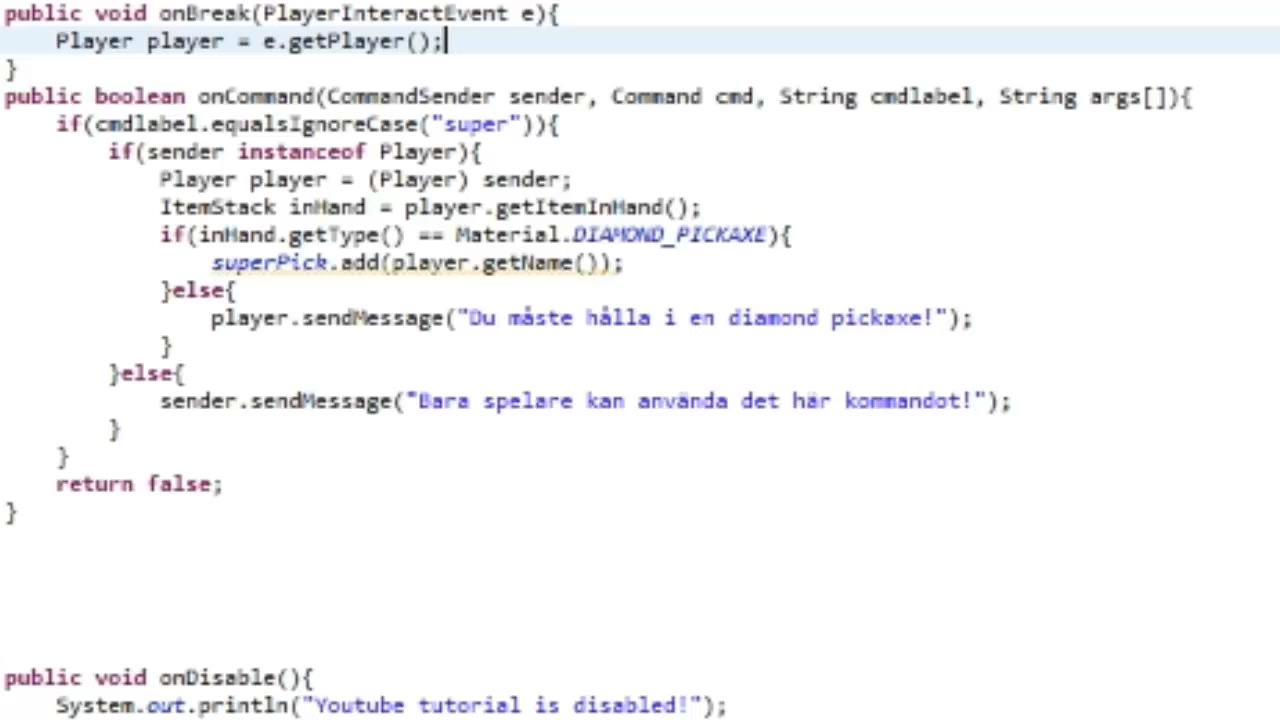 public void onBreak(PlayerInteractEvent e){
Player player = e.getPlayer();
}
public boolean onCommand(CommandSender sender, Command cmd, String cmdlabel, String args[]){
if(cmdlabel.equalsIgnoreCase("super")){
if(sender instanceof Player){
Player player = (Player) sender;
ItemStack inHand = player.getItemInHand();
if(inHand.getType() == Material.DIAMOND_PICKAXE){
superPick.add(player.getName());
}else{
player.sendMessage("Du måste hålla i en diamond pickaxe!");
}
}else{
sender.sendMessage("Bara spelare kan använda det här kommandot!");
}
}
return false;
}
public void onDisable(){
System.out.println("Youtube tutorial is disabled!");